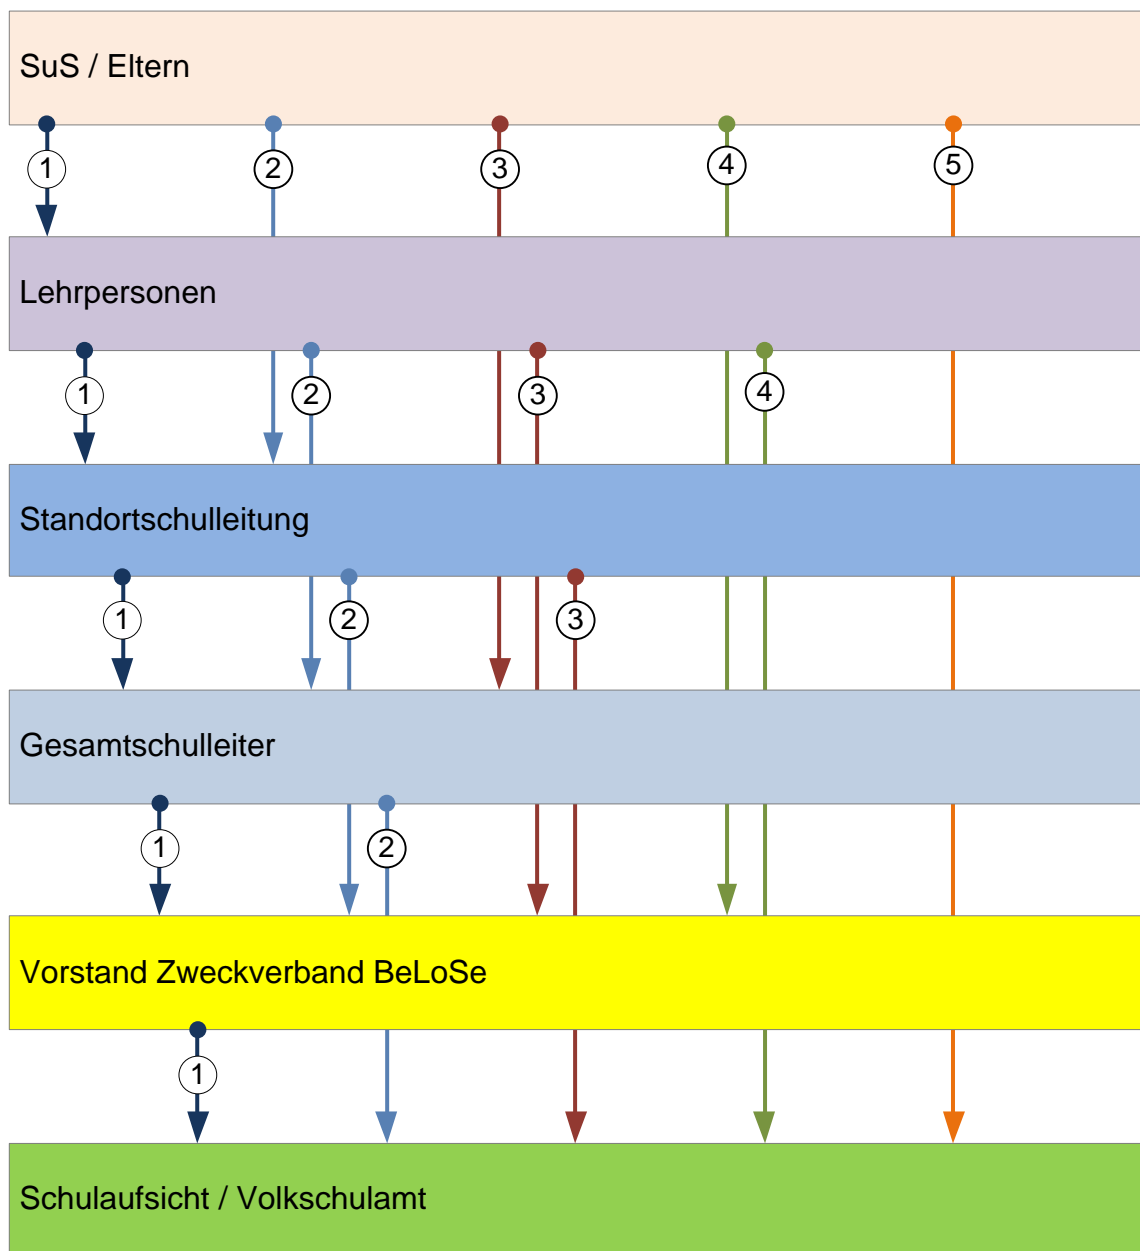 SuS / Eltern
1 2 3 4 5
Lehrpersonen
1 2 3 4
Standortschulleitung
1 2 3
Gesamtschulleiter
1 2
Vorstand Zweckverband BeLoSe
1
Schulaufsicht / Volkschulamt